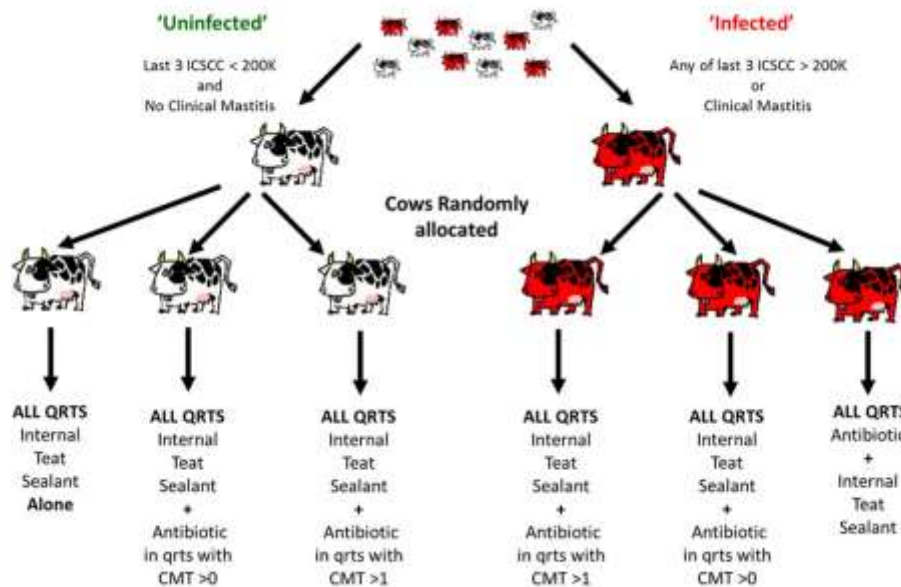 'Uninfected'
Last 3 ICSCC < 200K
and
No Clinical Mastitis
'Infected'
Any of last 3 ICSCC > 200K
or
Clinical Mastitis
Cows Randomly
allocated
ALL QRTS
Internal
Teat
Sealant
Alone
ALL QRTS
Internal
Teat
Sealant
+
Antibiotic
in qrts with
CMT >0
ALL QRTS
Internal
Teat
Sealant
+
Antibiotic
in qrts with
CMT >1
ALL QRTS
Internal
Teat
Sealant
+
Antibiotic
in qrts with
CMT >1
ALL QRTS
Internal
Teat
Sealant
+
Antibiotic
in qrts with
CMT >0
ALL QRTS
Antibiotic
+
Internal
Teat
Sealant